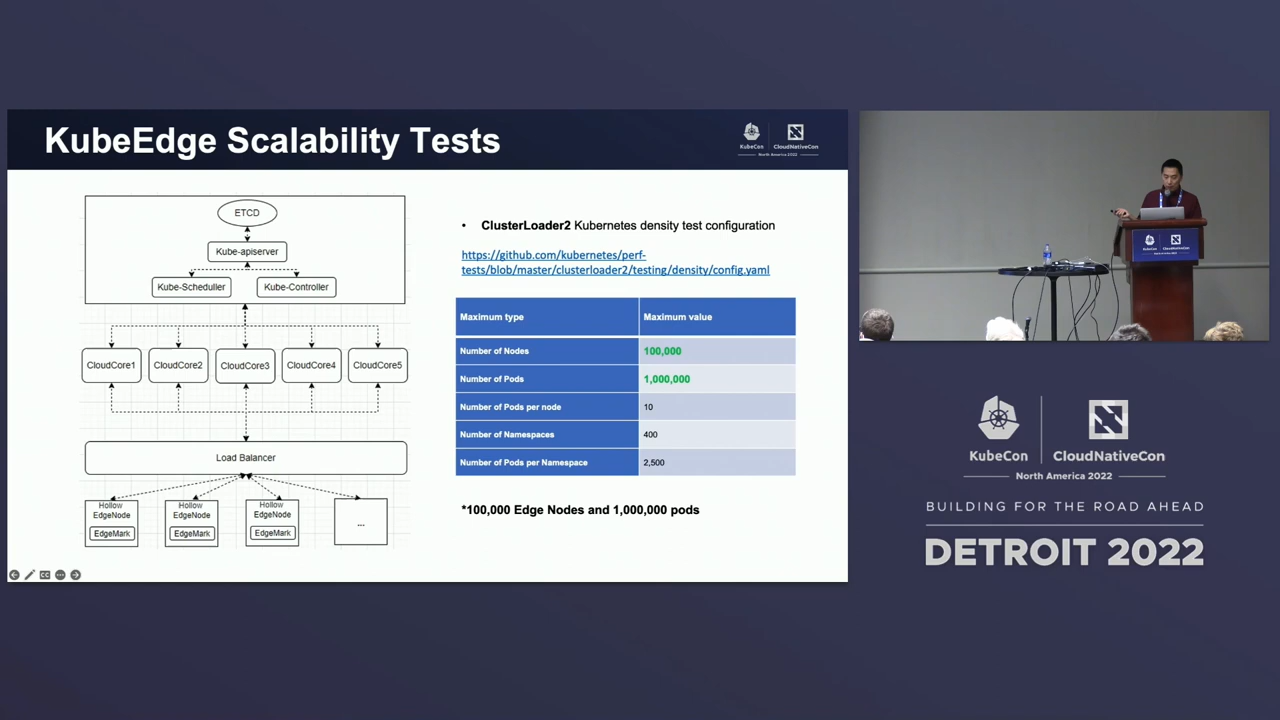 KubeEdge Scalability Tests
KubeCon
CloudNativeCon
North America 2022
ETCD
Kube-apiserver
Kube-Scheduller
Kube-Controller
CloudCore1
CloudCore2
CloudCore3
CloudCore4
CloudCore5
Load Balancer
Hollow
EdgeNode
EdgeMark
Hollow
EdgeNode
EdgeMark
Hollow
EdgeNode
EdgeMark
...
• ClusterLoader2 Kubernetes density test configuration
https://github.com/kubernetes/perf-
tests/blob/master/clusterloader2/testing/density/config.yaml
Maximum type Maximum value
Number of Nodes 100,000
Number of Pods 1,000,000
Number of Pods per node 10
Number of Namespaces 400
Number of Pods per Namespace 2,500
*100,000 Edge Nodes and 1,000,000 pods
CC
KubeCon
CloudNativeCon
North America 2022
BUILDING FOR THE ROAD AHEAD
DETROIT 2022